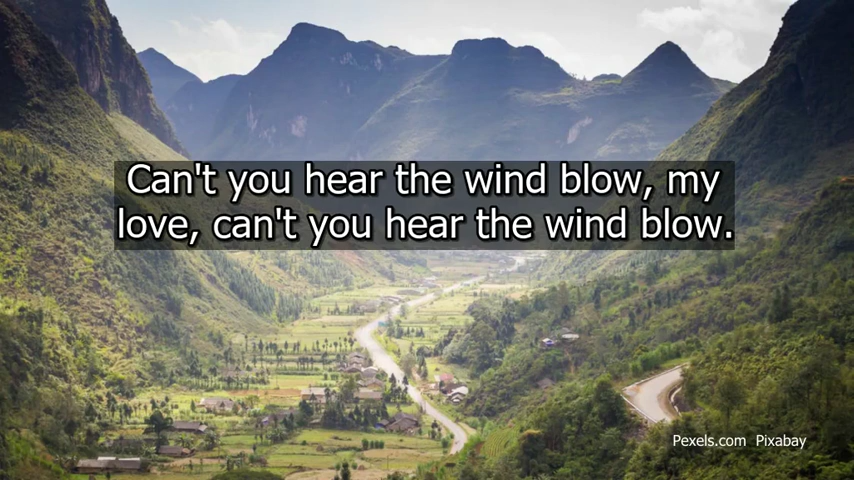 Can't you hear the wind blow, my
love, can't you hear the wind blow.
Pexels.com Pixabay